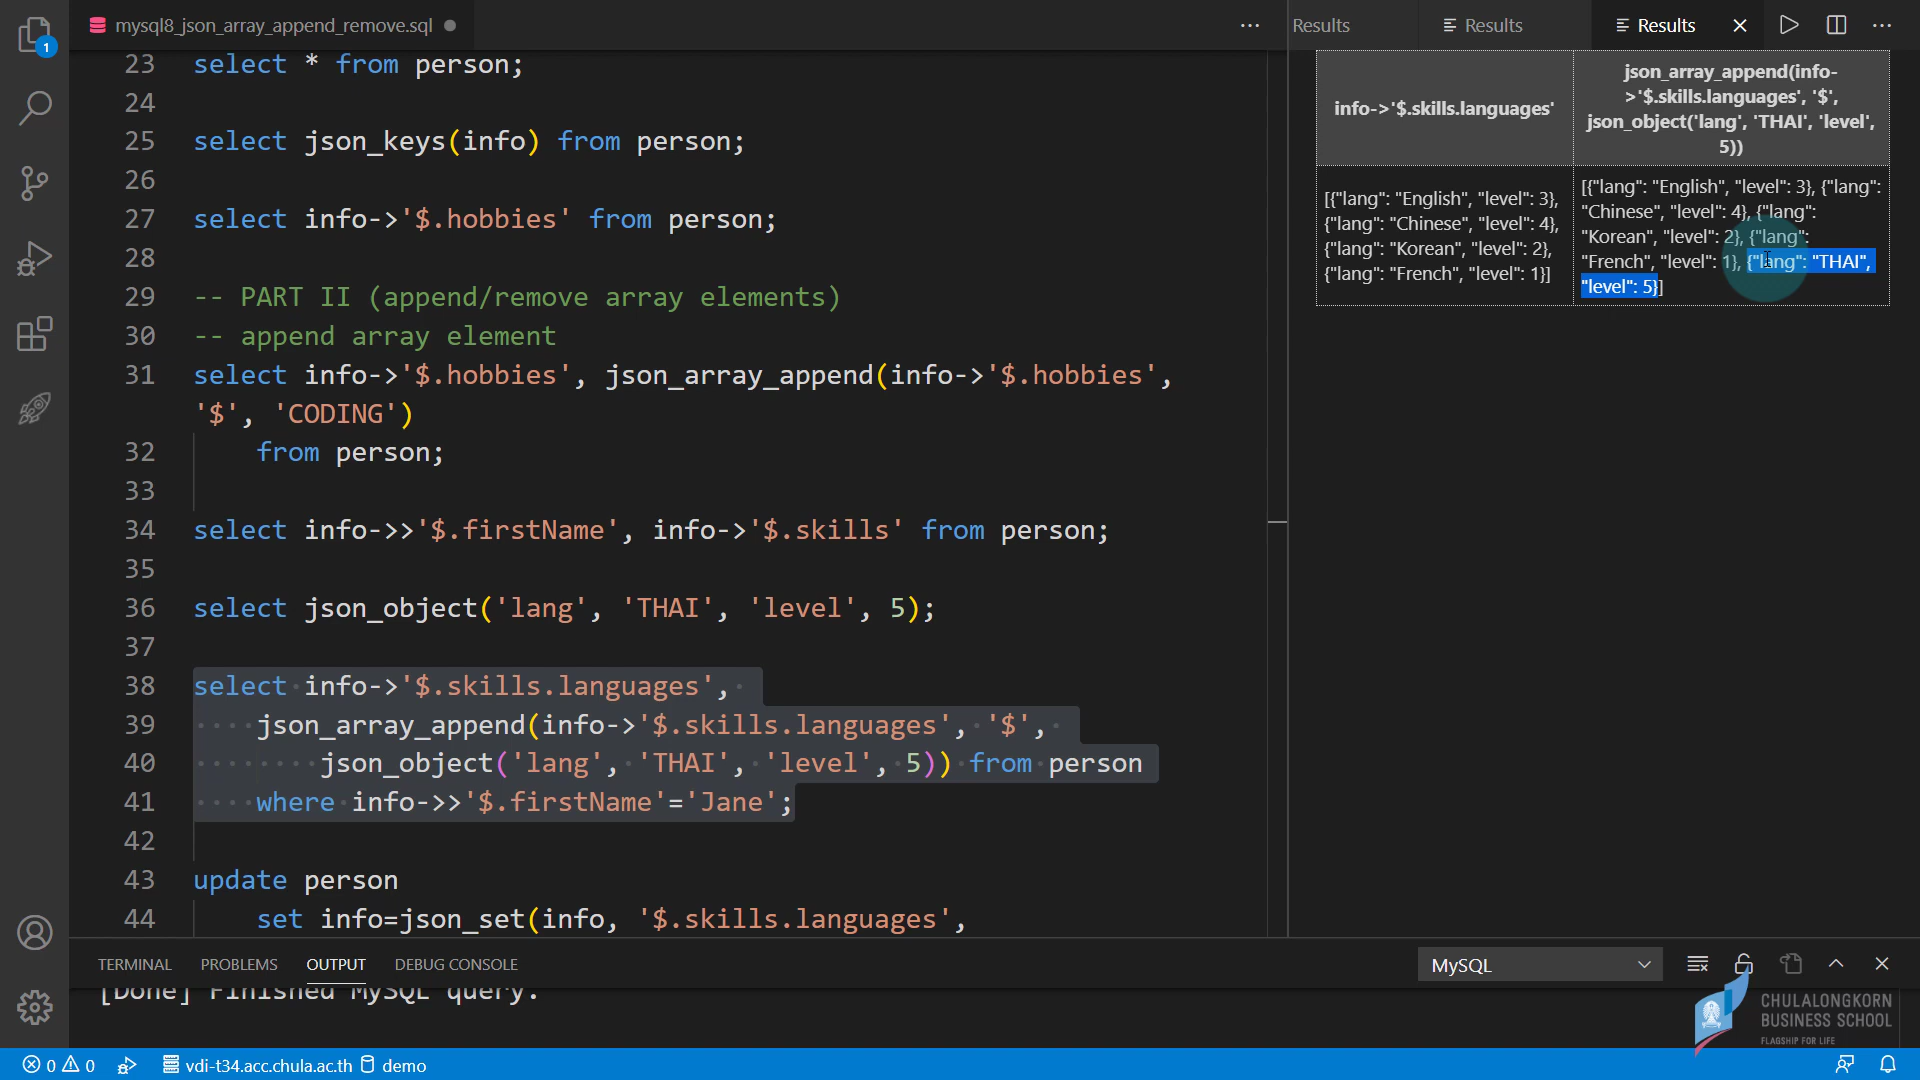 mysql8_json_array_append_remove.sql
Results
Results
Results
1
23 select * from person;
24
25 select json_keys(info) from person;
26
27 select info->'$.hobbies' from person;
28
29 -- PART II (append/remove array elements)
30 -- append array element
31 select info->'$.hobbies', json_array_append(info->'$.hobbies',
'$', 'CODING')
32 from person;
33
34 select info->>'$.firstName', info->'$.skills' from person;
35
36 select json_object('lang', 'THAI', 'level', 5);
37
38 select info->'$.skills.languages',
39 json_array_append(info->'$.skills.languages', '$',
40 json_object('lang', 'THAI', 'level', 5)) from person
41 where info->>'$.firstName'='Jane';
42
43 update person
44 set info=json_set(info, '$.skills.languages',
info->'$.skills.languages'
json_array_append(info-
>'$.skills.languages', '$',
json_object('lang', 'THAI', 'level',
5))
[{"lang": "English", "level": 3},
{"lang": "Chinese", "level": 4},
{"lang": "Korean", "level": 2},
{"lang": "French", "level": 1}]
[{"lang": "English", "level": 3}, {"lang":
"Chinese", "level": 4}, {"lang":
"Korean", "level": 2}, {"lang":
"French", "level": 1}, {"lang": "THAI",
"level": 5}]
TERMINAL PROBLEMS OUTPUT DEBUG CONSOLE
MySQL
[Done] Finished MySQL query.
CHULALONGKORN
BUSINESS SCHOOL
FLAGSHIP FOR LIFE
0 0 vdi-t34.acc.chula.ac.th demo